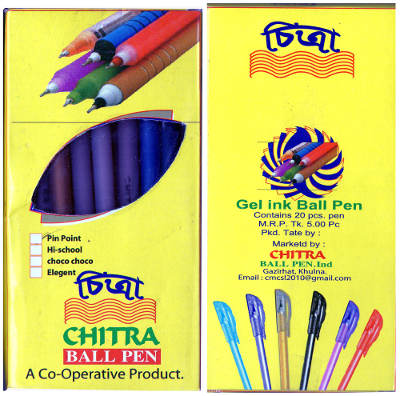 Pin Point
Hi-school
choco choco
Elegent
চিত্রা
CHITRA
BALL PEN
A Co-Operative Product.
চিত্রা
Gel ink Ball Pen
Contains 20 pcs. pen
M.R.P. Tk. 5.00 Pc
Pkd. Tate by :
Marketd by :
CHITRA
BALL PEN.Ind
Gazirhat, Khulna.
Email : cmcsl2010@gmail.com